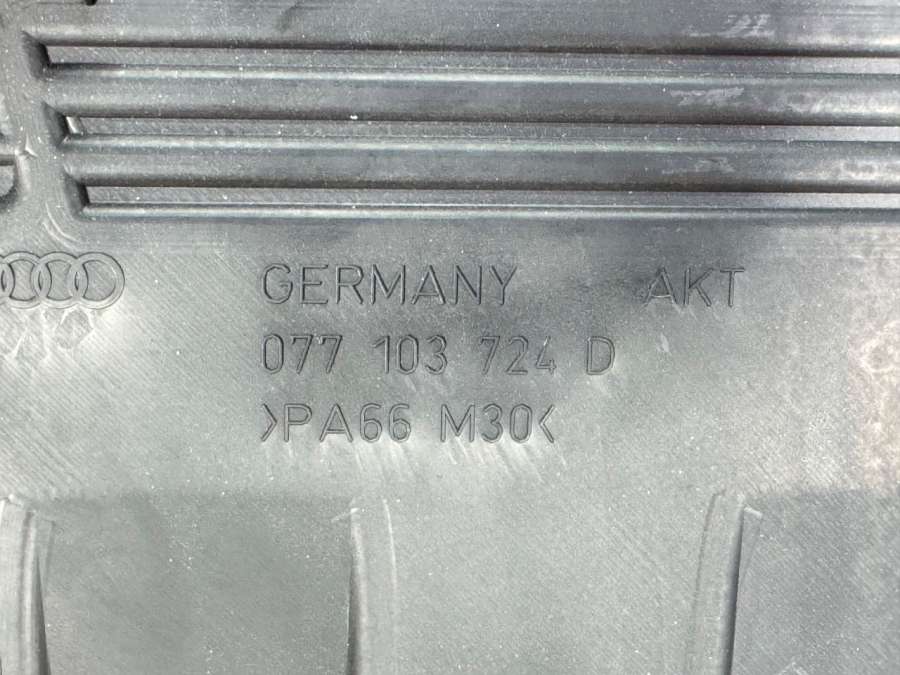 GERMANY AKT
077 103 724 D
>PA66 M30<